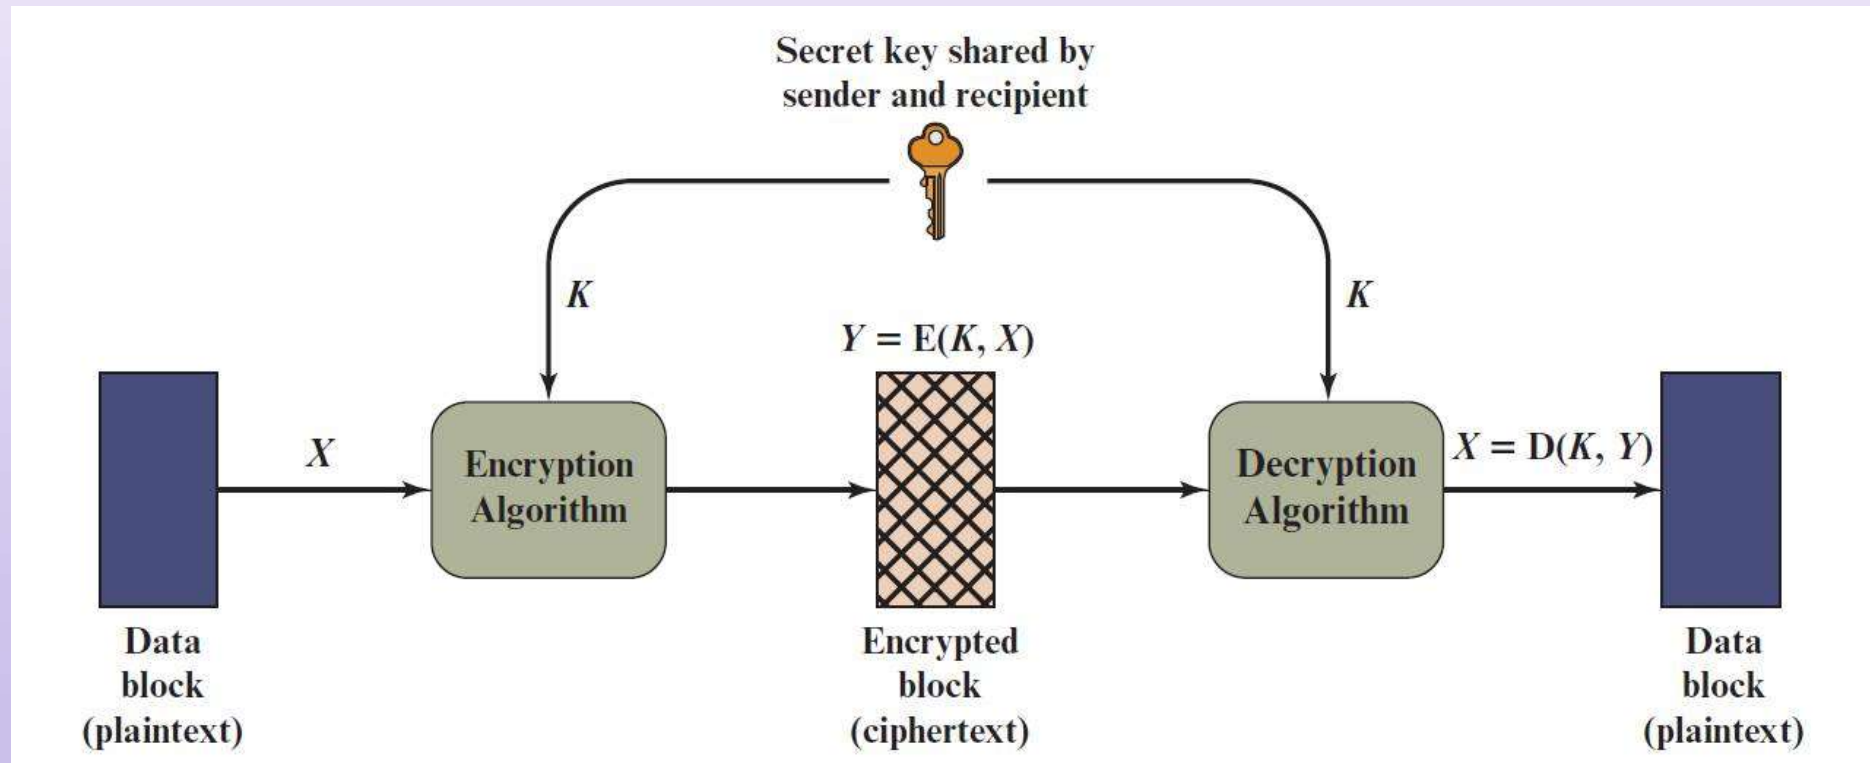 Secret key shared by
sender and recipient
K
K
Y = E(K, X)
X
Encryption
Algorithm
Decryption
Algorithm
X = D(K, Y)
Data
block
(plaintext)
Encrypted
block
(ciphertext)
Data
block
(plaintext)